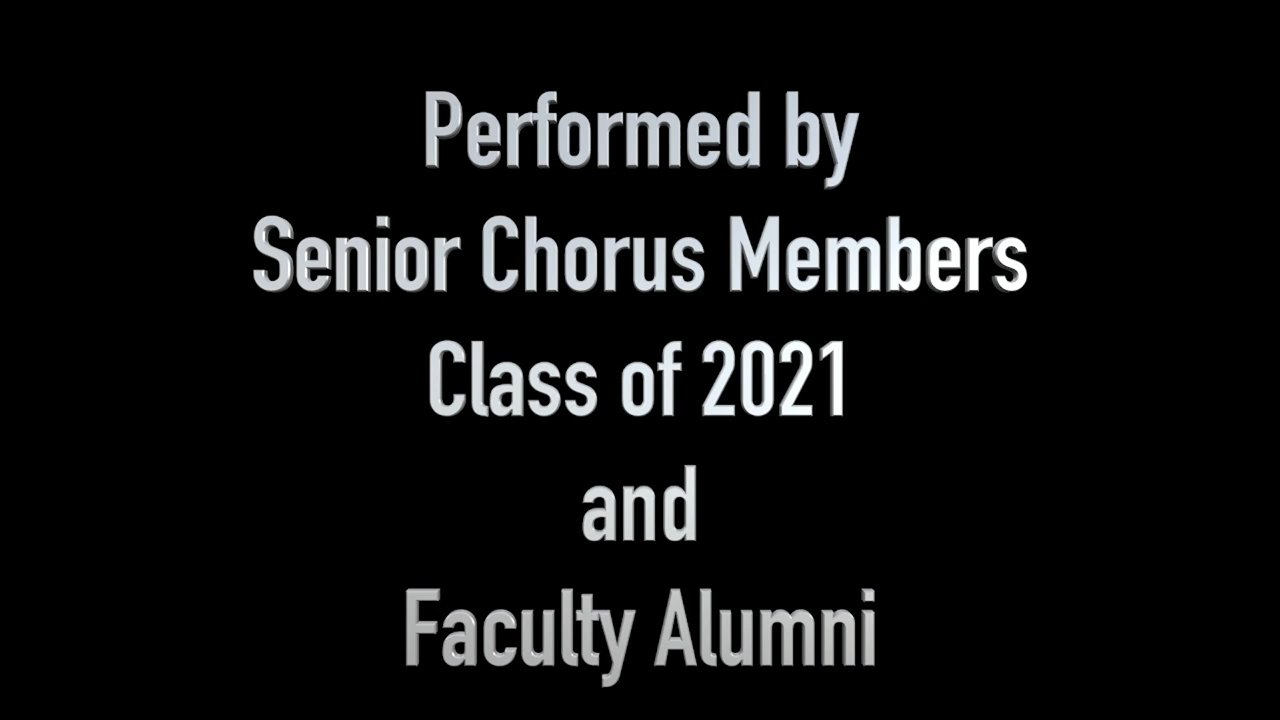 Performed by
Senior Chorus Members
Class of 2021
and
Faculty Alumni